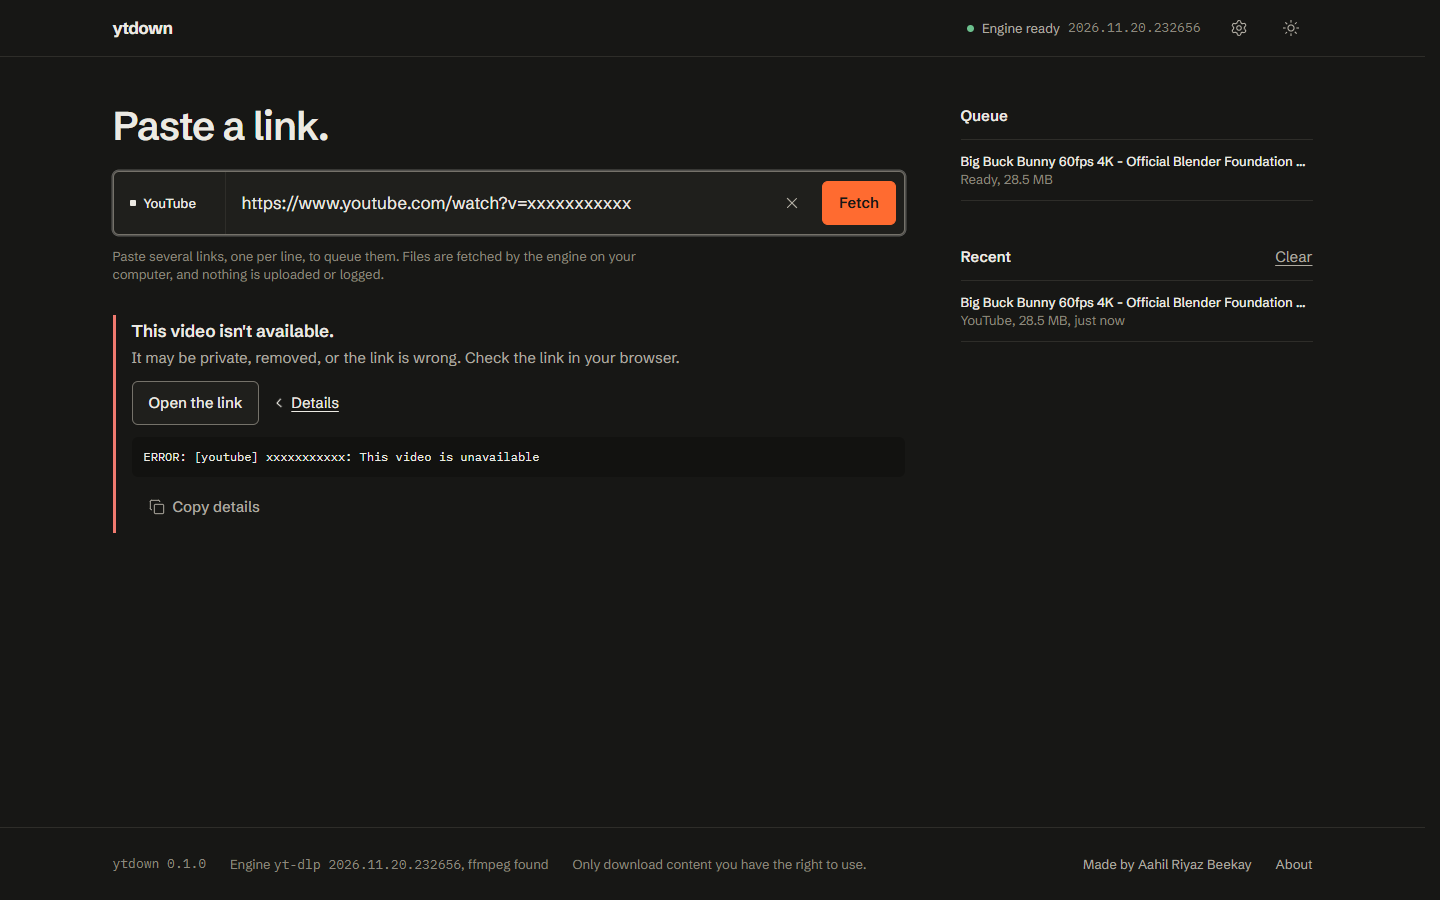 ytdown
Engine ready 2026.11.20.232656
Paste a link.
YouTube
https://www.youtube.com/watch?v=xxxxxxxxxxx
Fetch
Paste several links, one per line, to queue them. Files are fetched by the engine on your
computer, and nothing is uploaded or logged.
This video isn't available.
It may be private, removed, or the link is wrong. Check the link in your browser.
Open the link
Details
ERROR: [youtube] xxxxxxxxxxx: This video is unavailable
Copy details
Queue
Big Buck Bunny 60fps 4K - Official Blender Foundation ...
Ready, 28.5 MB
Recent
Clear
Big Buck Bunny 60fps 4K - Official Blender Foundation ...
YouTube, 28.5 MB, just now
ytdown 0.1.0
Engine yt-dlp 2026.11.20.232656, ffmpeg found
Only download content you have the right to use.
Made by Aahil Riyaz Beekay
About